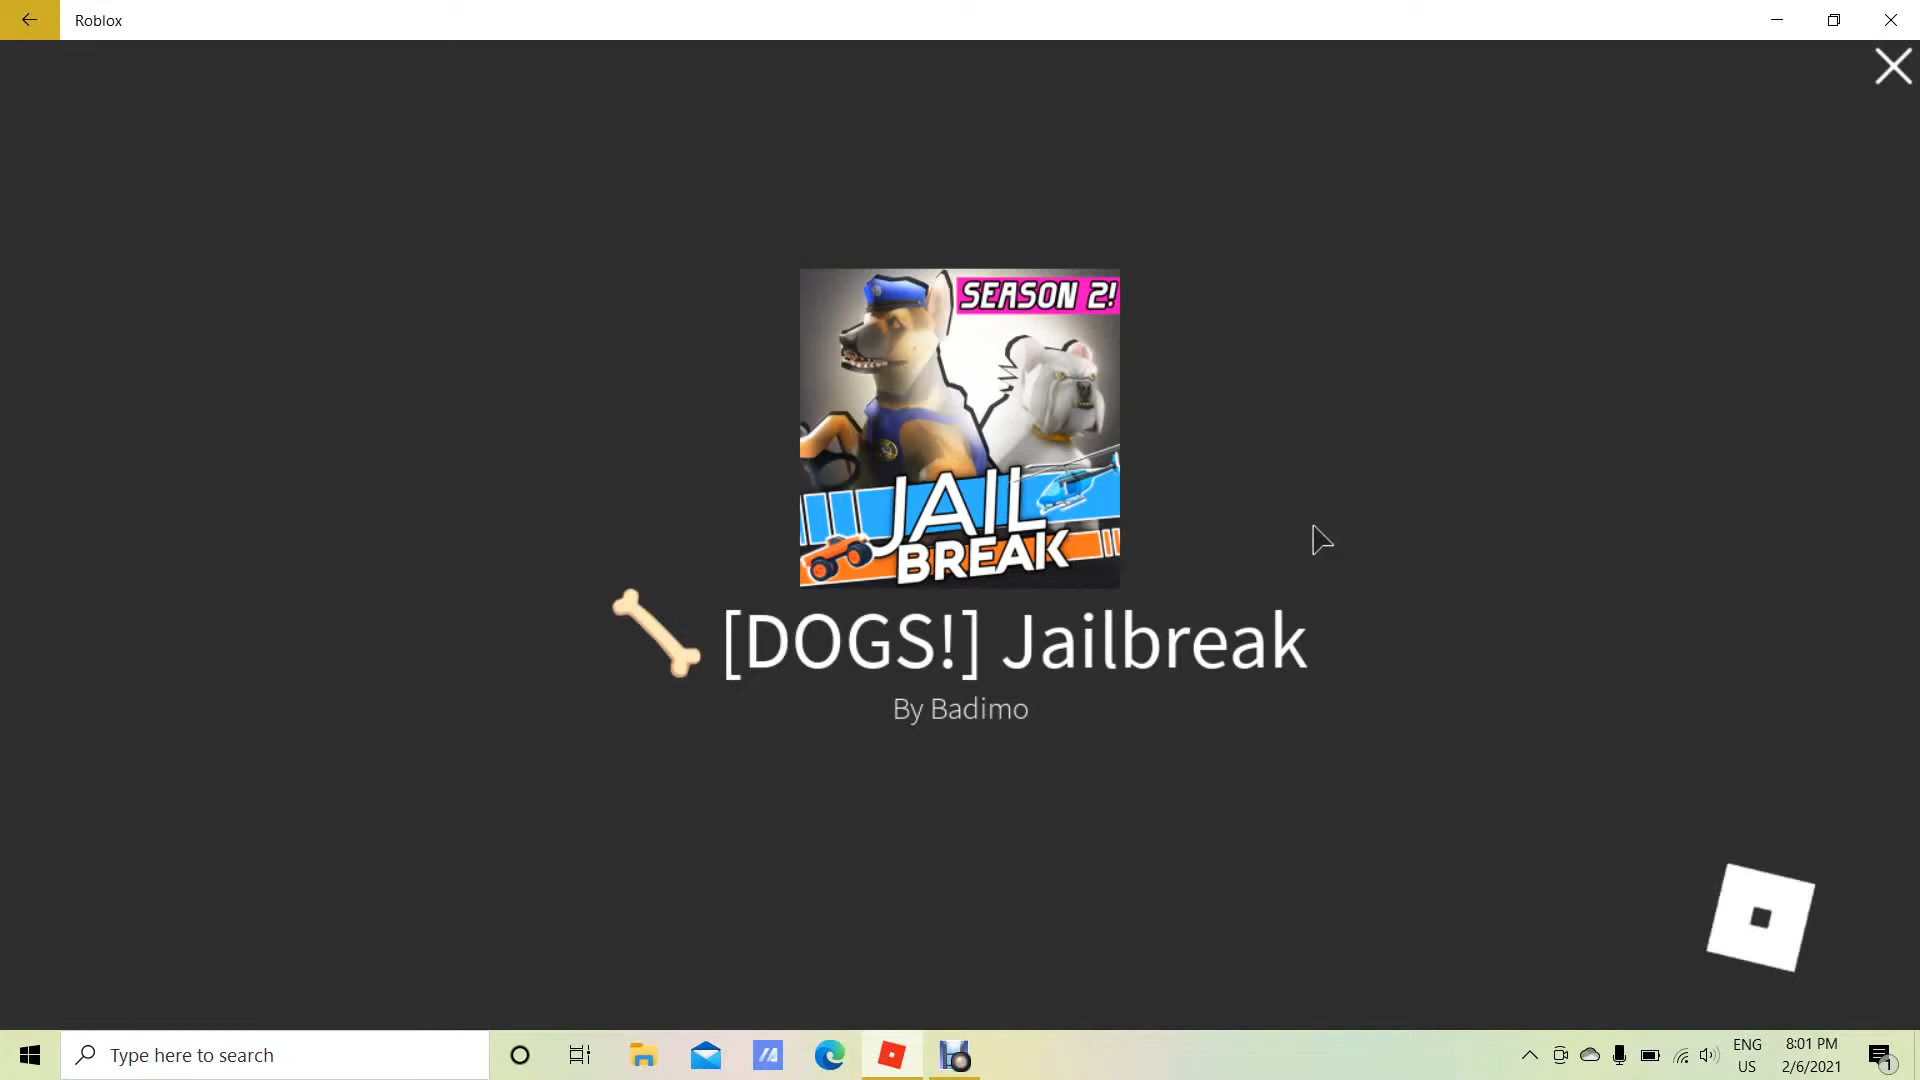 Roblox
SEASON 2!
JAIL
BREAK
[DOGS!] Jailbreak
By Badimo
Type here to search
ENG
US
8:01 PM
2/6/2021
1